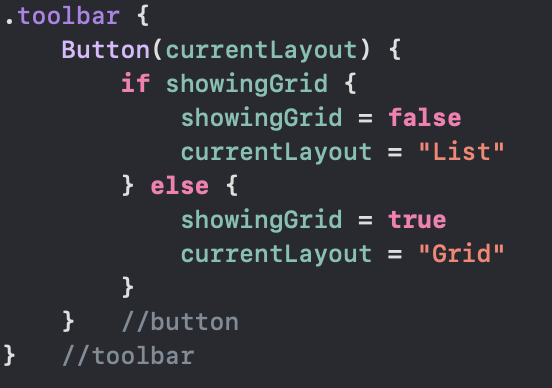 .toolbar {
    Button(currentLayout) {
        if showingGrid {
            showingGrid = false
            currentLayout = "List"
        } else {
            showingGrid = true
            currentLayout = "Grid"
        }
    }   //button
}   //toolbar